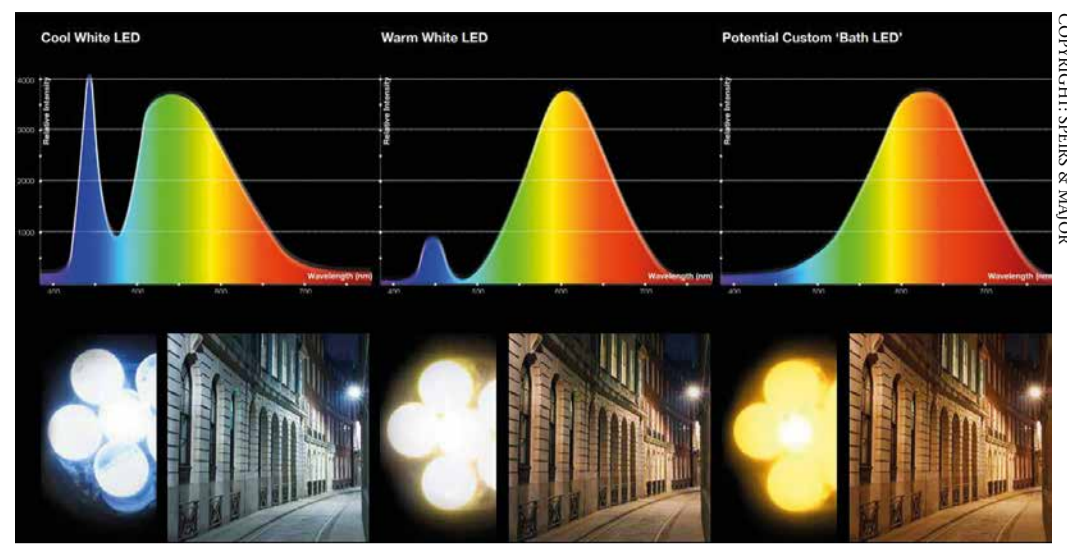 Cool White LED
Warm White LED
Potential Custom 'Bath LED'
COPYRIGHT: SPEIRS & MAJOR
4000
3000
2000
1000
Relative Intensity
Relative Intensity
Relative Intensity
Wavelength (nm)
Wavelength (nm)
Wavelength (nm)
400
500
600
700
400
500
600
700
400
500
600
700